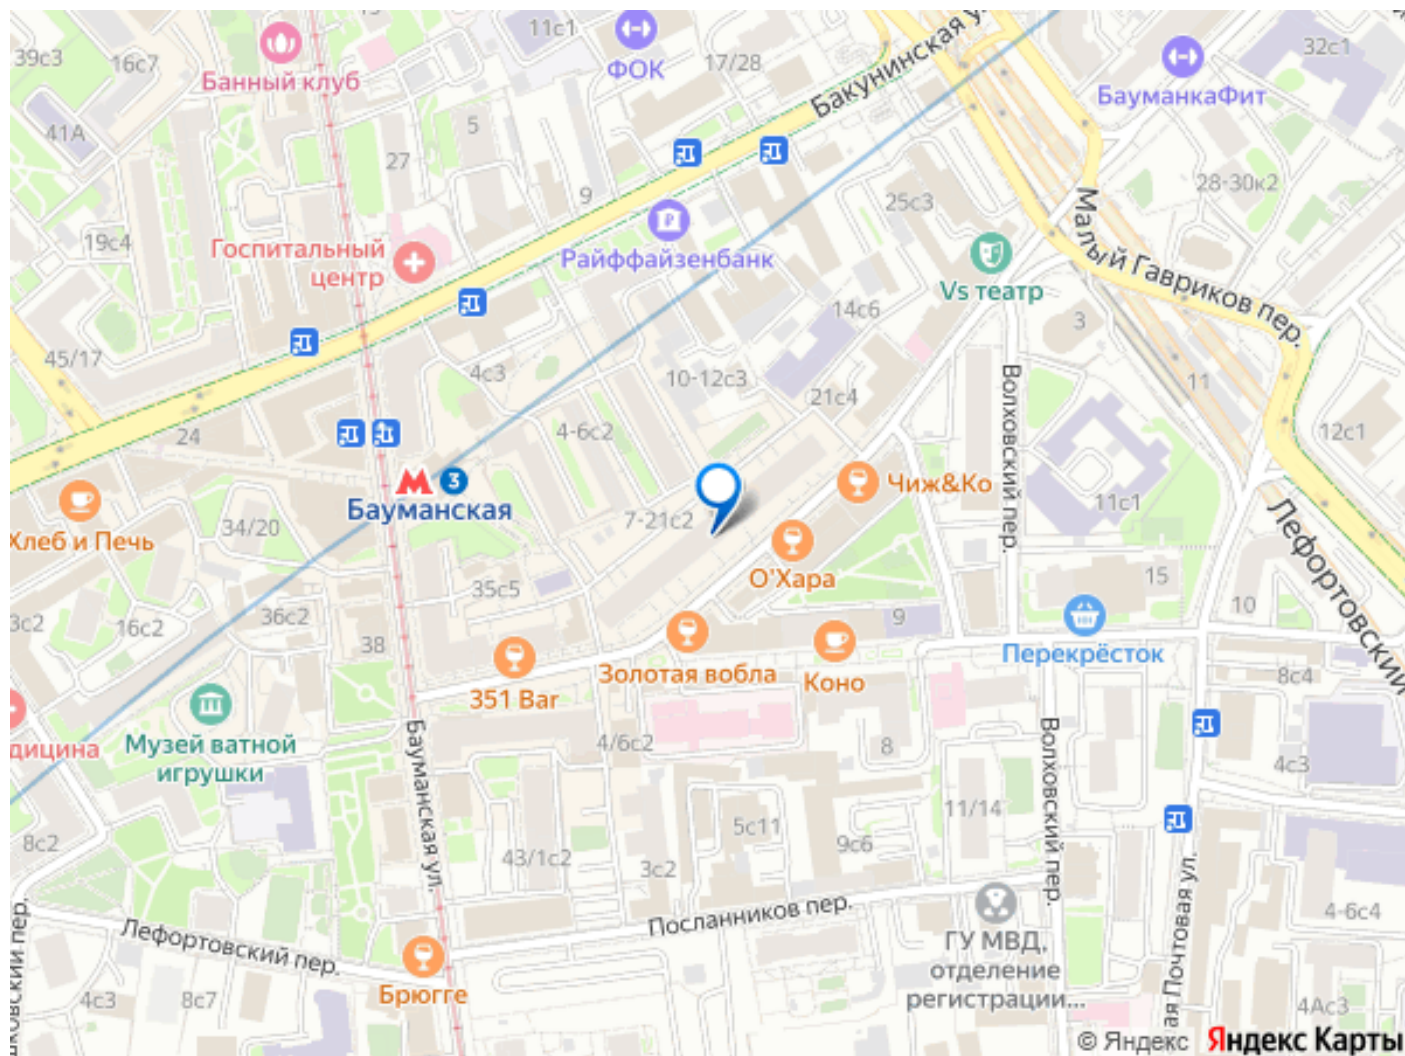 11с1
39с3
16с7
Банный клуб
ФОК
17/28
Бакунинская у
32с1
БауманкаФит
41А
5
27
9
28-30к2
25с3
Малый Гавриков пер.
19с4
Госпитальный
центр
Райффайзенбанк
Vs театр
14с6
3
45/17
4с3
10-12с3
21с4
11
Волховский пер.
24
4-6с2
12с1
3
Бауманская
Чиж&Ко
11с1
Хлеб и Печь
34/20
7-21с2
О'Хара
Лефортовский
35с5
15
10
3с2
16с2
36с2
38
9
Перекрёсток
351 Bar
Золотая вобла
Коно
8с4
дицина
Музей ватной
игрушки
Бауманская ул.
4/6с2
8
Волховский пер.
4с3
8с2
43/1с2
3с2
5с11
9с6
11/14
Лефортовский пер.
Посланников пер.
ГУ МВД,
отделение
регистрации...
4-6с4
ая Почтовая ул.
ковский пер.
4с3
8с7
Брюгге
4Ас3
© Яндекс Яндекс Карты